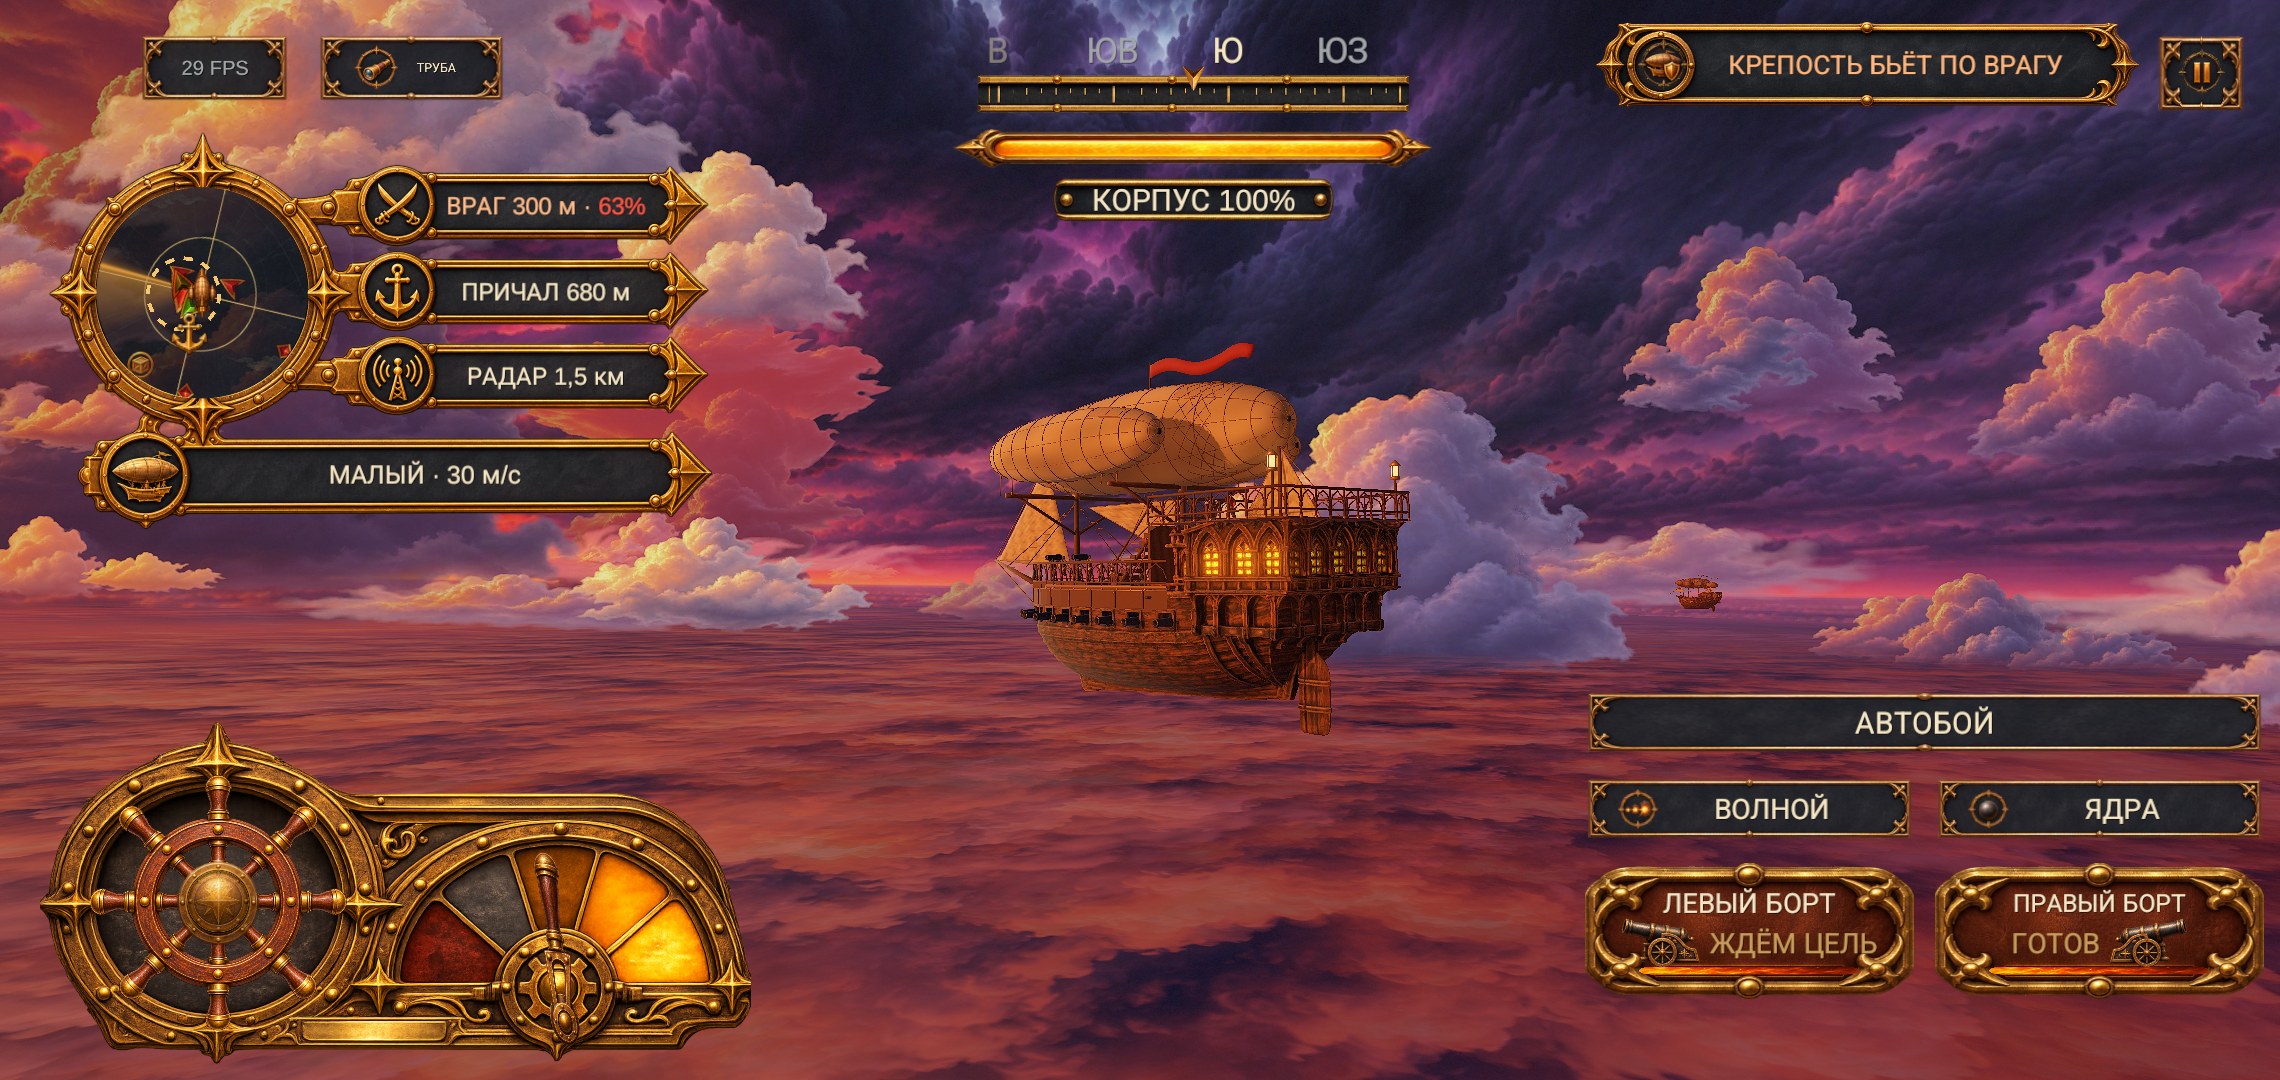 29 FPS
ТРУБА
В ЮВ Ю ЮЗ
КРЕПОСТЬ БЬЁТ ПО ВРАГУ
КОРПУС 100%
ВРАГ 300 м · 63%
ПРИЧАЛ 680 м
РАДАР 1,5 км
МАЛЫЙ · 30 м/с
АВТОБОЙ
ВОЛНОЙ
ЯДРА
ЛЕВЫЙ БОРТ
ЖДЁМ ЦЕЛЬ
ПРАВЫЙ БОРТ
ГОТОВ